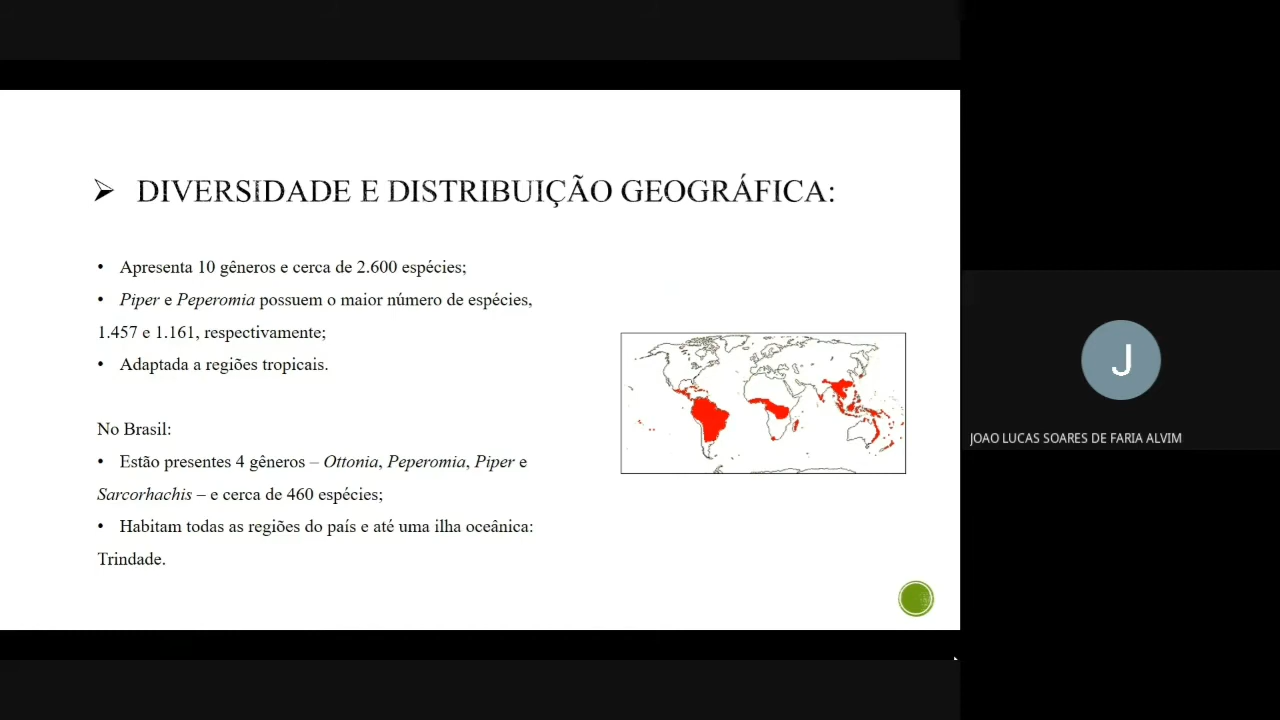 DIVERSIDADE E DISTRIBUIÇÃO GEOGRÁFICA:
• Apresenta 10 gêneros e cerca de 2.600 espécies;
• Piper e Peperomia possuem o maior número de espécies,
1.457 e 1.161, respectivamente;
• Adaptada a regiões tropicais.
No Brasil:
• Estão presentes 4 gêneros – Ottonia, Peperomia, Piper e
Sarcorhachis – e cerca de 460 espécies;
• Habitam todas as regiões do país e até uma ilha oceânica:
Trindade.
J
JOAO LUCAS SOARES DE FARIA ALVIM